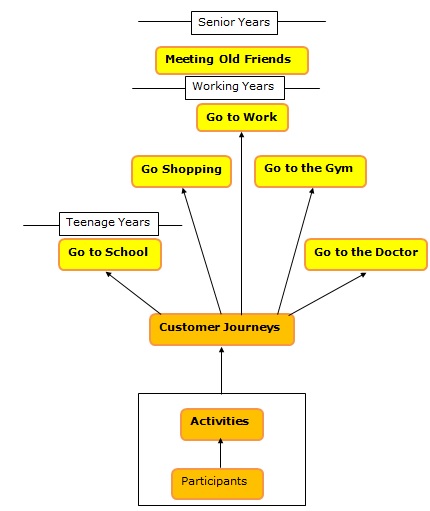 Senior Years
Meeting Old Friends
Working Years
Go to Work
Go Shopping
Go to the Gym
Teenage Years
Go to School
Go to the Doctor
Customer Journeys
Activities
Participants